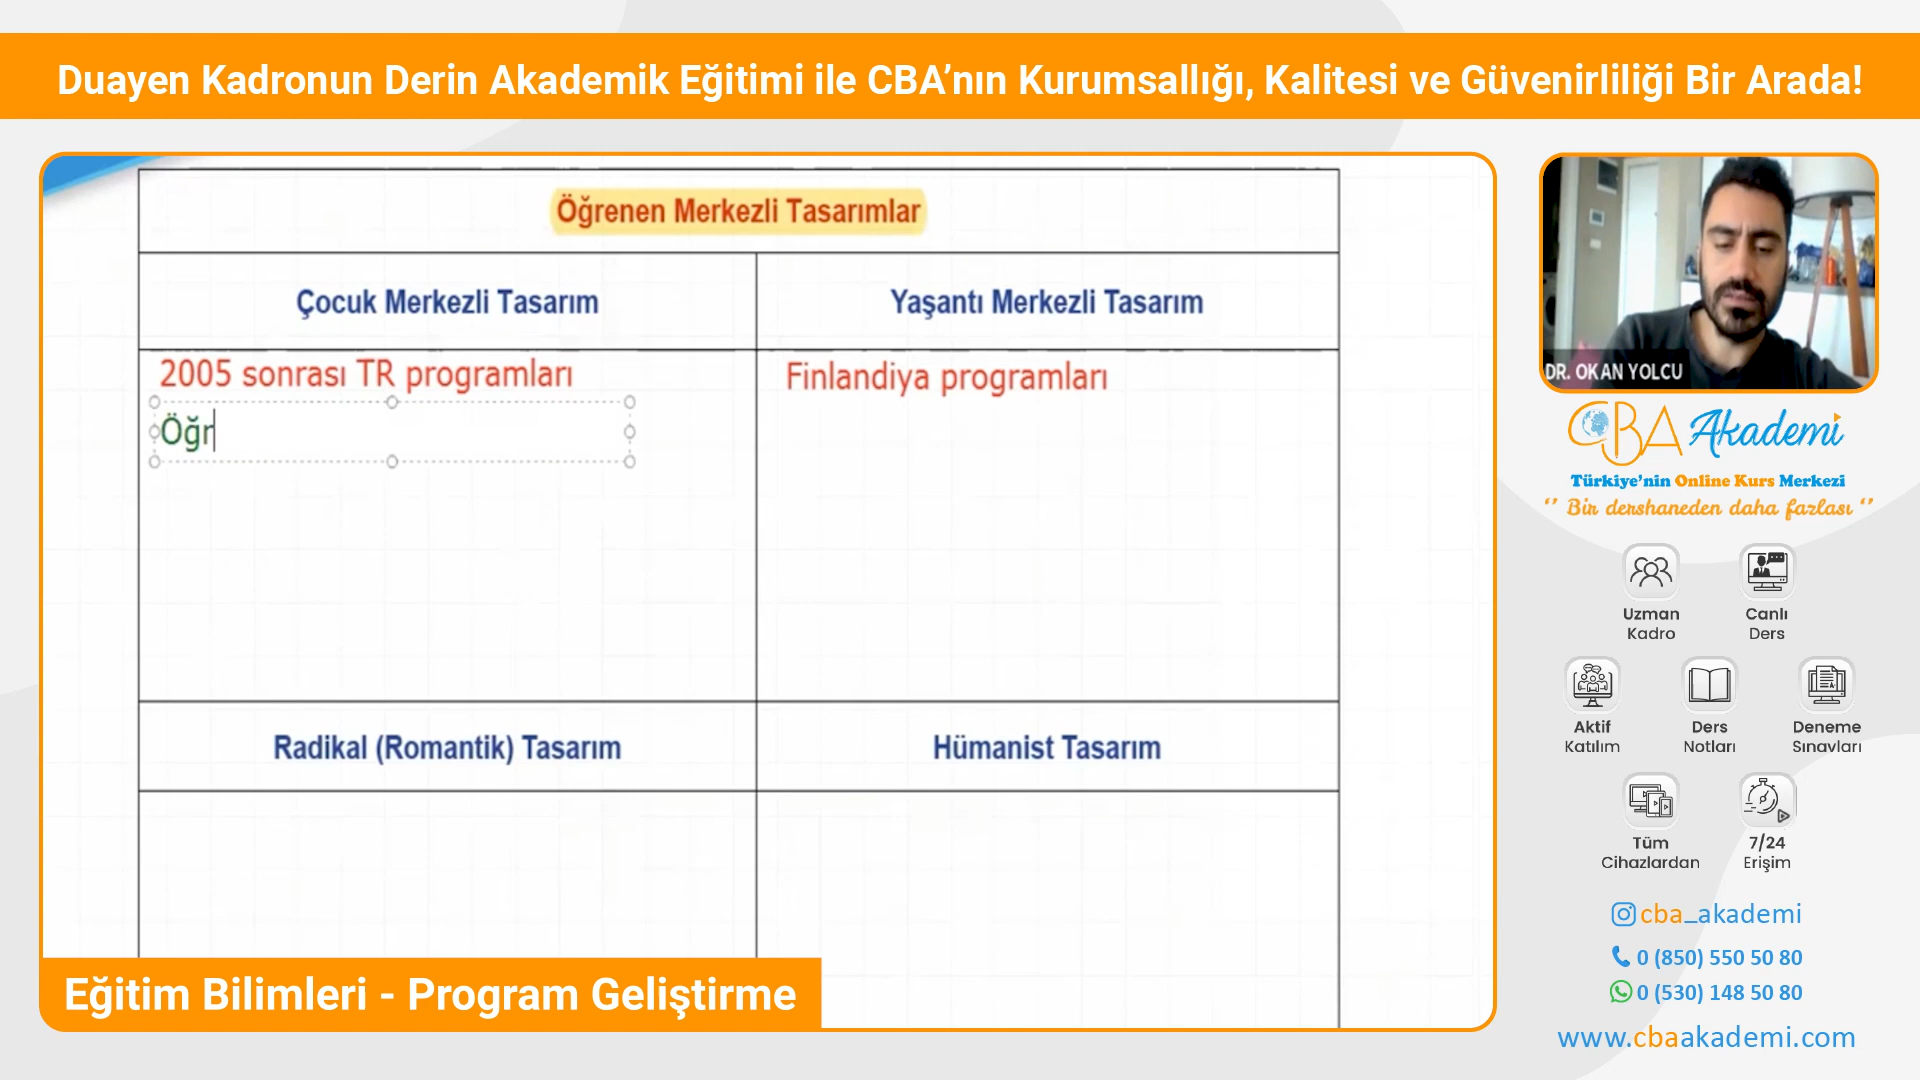 Duayen Kadronun Derin Akademik Eğitimi ile CBA’nın Kurumsallığı, Kalitesi ve Güvenirliliği Bir Arada!
Öğrenen Merkezli Tasarımlar
Çocuk Merkezli Tasarım
Yaşantı Merkezli Tasarım
2005 sonrası TR programları
Finlandiya programları
Öğr
Radikal (Romantik) Tasarım
Hümanist Tasarım
Eğitim Bilimleri - Program Geliştirme
DR. OKAN YOLCU
CBA Akademi
Türkiye’nin Online Kurs Merkezi
‘’ Bir dershaneden daha fazlası ‘’
Uzman Kadro
Canlı Ders
Aktif Katılım
Ders Notları
Deneme Sınavları
Tüm Cihazlardan
7/24 Erişim
cba_akademi
0 (850) 550 50 80
0 (530) 148 50 80
www.cbaakademi.com